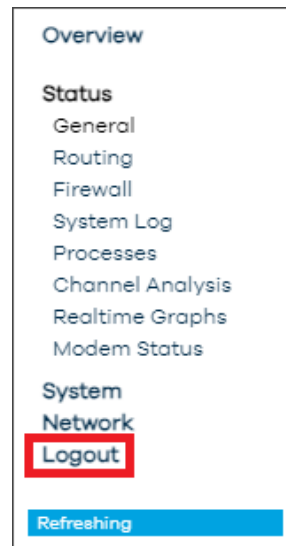 Overview
Status
General
Routing
Firewall
System Log
Processes
Channel Analysis
Realtime Graphs
Modem Status
System
Network
Logout
Refreshing